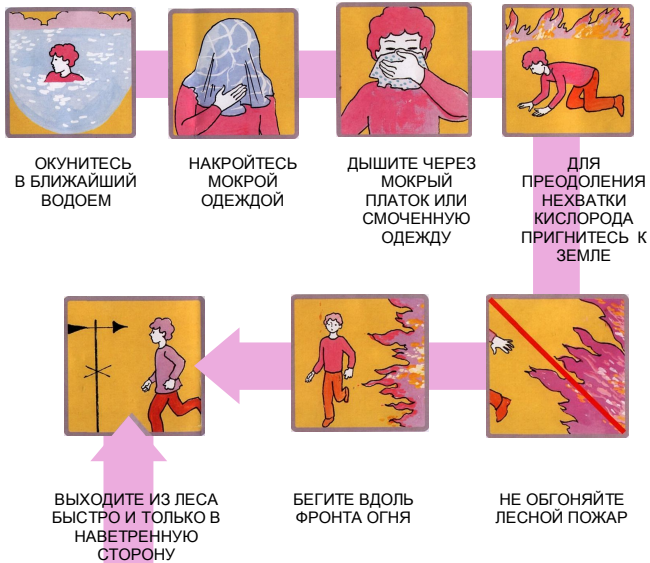 ОКУНИТЕСЬ
В БЛИЖАЙШИЙ
ВОДОЕМ
НАКРОЙТЕСЬ
МОКРОЙ
ОДЕЖДОЙ
ДЫШИТЕ ЧЕРЕЗ
МОКРЫЙ
ПЛАТОК ИЛИ
СМОЧЕННУЮ
ОДЕЖДУ
ДЛЯ
ПРЕОДОЛЕНИЯ
НЕХВАТКИ
КИСЛОРОДА
ПРИГНИТЕСЬ К
ЗЕМЛЕ
ВЫХОДИТЕ ИЗ ЛЕСА
БЫСТРО И ТОЛЬКО В
НАВЕТРЕННУЮ
СТОРОНУ
БЕГИТЕ ВДОЛЬ
ФРОНТА ОГНЯ
НЕ ОБГОНЯЙТЕ
ЛЕСНОЙ ПОЖАР